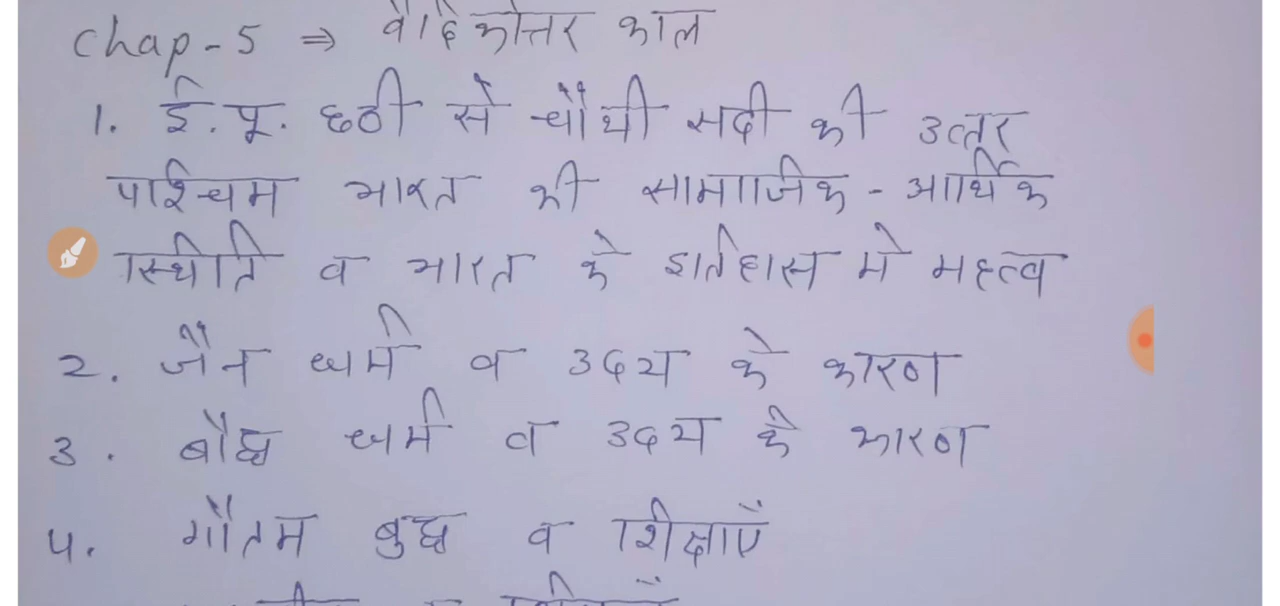 Chap-5 ⇒ वैदिकोत्तर काल
1. ई.पू. छठी से चौथी सदी की उत्तर
पश्चिम भारत की सामाजिक - आर्थिक
स्थिति व भारत के इतिहास मे महत्व
2. जैन धर्म व उदय के कारण
3. बौद्ध धर्म व उदय के कारण
4. गौतम बुद्ध व शिक्षाएँ